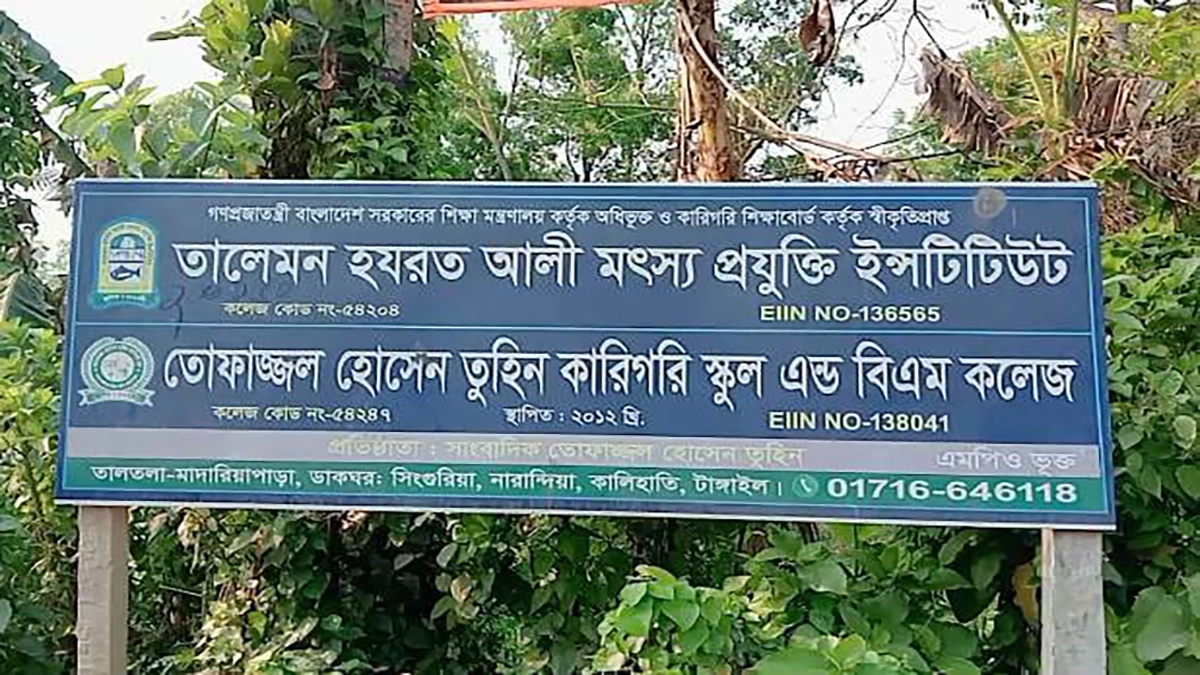 গণপ্রজাতন্ত্রী বাংলাদেশ সরকারের শিক্ষা মন্ত্রণালয় কর্তৃক অধিভূক্ত ও কারিগরি শিক্ষাবোর্ড কর্তৃক স্বীকৃতিপ্রাপ্ত
তালেমন হযরত আলী মৎস্য প্রযুক্তি ইন্সটিটিউট
কলেজ কোড নং-৫৪২০৪ EIIN NO-136565
তোফাজ্জল হোসেন তুহিন কারিগরি স্কুল এন্ড বিএম কলেজ
কলেজ কোড নং-৫৪২৪৭ স্থাপিত : ২০১২ খ্রি. EIIN NO-138041
প্রতিষ্ঠাতা : সাংবাদিক তোফাজ্জল হোসেন তুহিন এমপিও ভূক্ত
তালতলা-মাদারিয়াপাড়া, ডাকঘর: সিংগুরিয়া, নারান্দিয়া, কালিহাতি, টাঙ্গাইল। 01716-646118